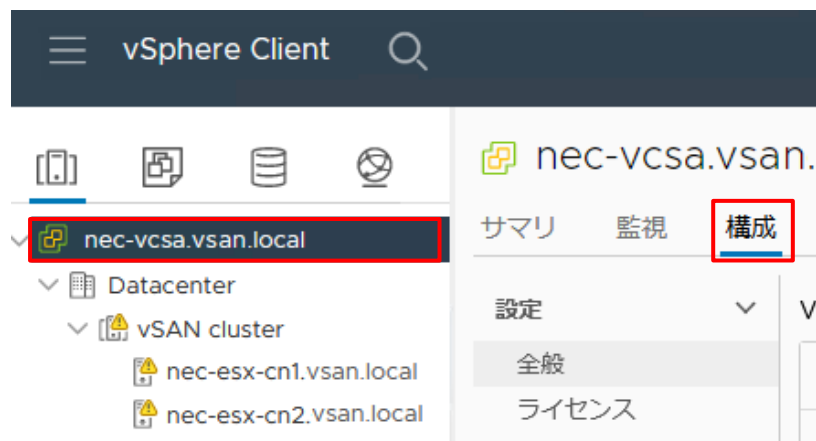 vSphere Client
nec-vcsa.vsan.
nec-vcsa.vsan.local
サマリ 監視 構成
Datacenter
設定
vSAN cluster
全般
nec-esx-cn1.vsan.local
ライセンス
nec-esx-cn2.vsan.local